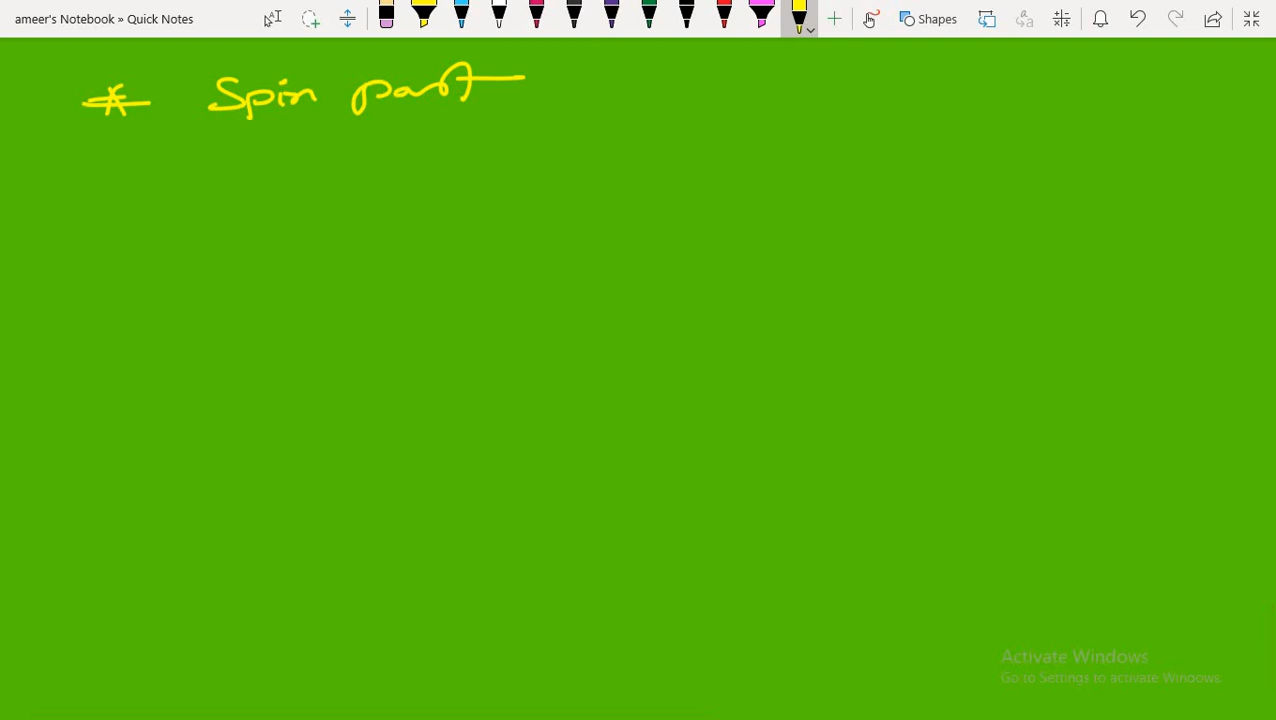 ameer's Notebook » Quick Notes
Shapes
* Spin part
Activate Windows
Go to Settings to activate Windows.